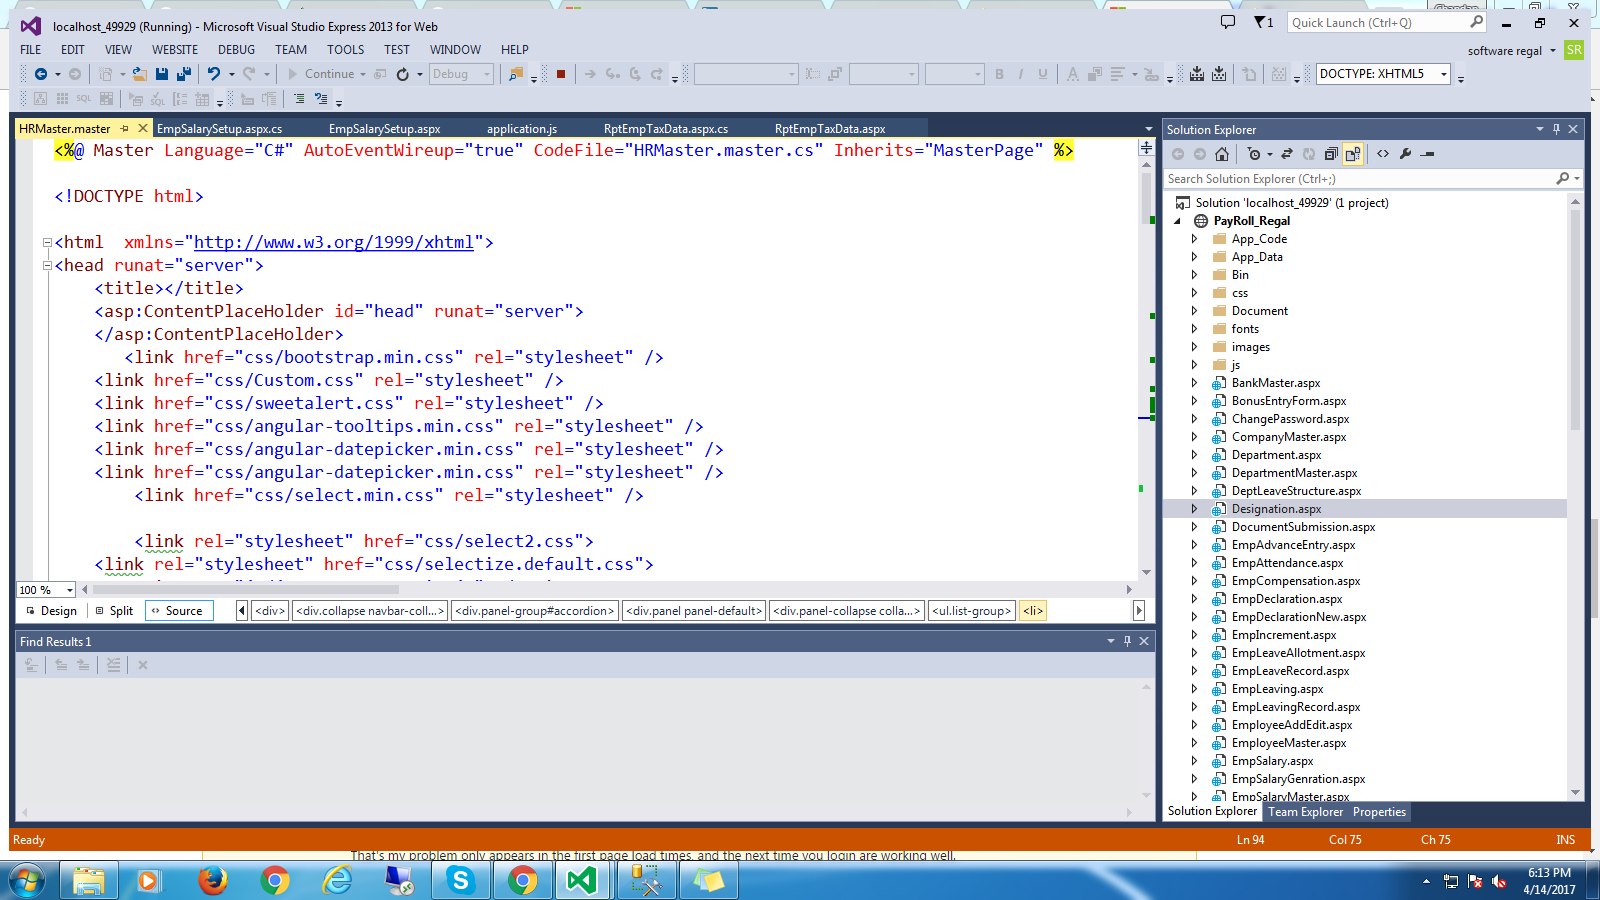 localhost_49929 (Running) - Microsoft Visual Studio Express 2013 for Web
1
Quick Launch (Ctrl+Q)
FILE EDIT VIEW WEBSITE DEBUG TEAM TOOLS TEST WINDOW HELP
software regal SR
Continue Debug DOCTYPE: XHTML5
SQL SQL
HRMaster.master EmpSalarySetup.aspx.cs EmpSalarySetup.aspx application.js RptEmpTaxData.aspx.cs RptEmpTaxData.aspx
<%@ Master Language="C#" AutoEventWireup="true" CodeFile="HRMaster.master.cs" Inherits="MasterPage" %>
<!DOCTYPE html>
<html  xmlns="http://www.w3.org/1999/xhtml">
<head runat="server">
<title></title>
<asp:ContentPlaceHolder id="head" runat="server">
</asp:ContentPlaceHolder>
<link href="css/bootstrap.min.css" rel="stylesheet" />
<link href="css/Custom.css" rel="stylesheet" />
<link href="css/sweetalert.css" rel="stylesheet" />
<link href="css/angular-tooltips.min.css" rel="stylesheet" />
<link href="css/angular-datepicker.min.css" rel="stylesheet" />
<link href="css/angular-datepicker.min.css" rel="stylesheet" />
<link href="css/select.min.css" rel="stylesheet" />
<link rel="stylesheet" href="css/select2.css">
<link rel="stylesheet" href="css/selectize.default.css">
100 %
Design Split Source <div> <div.collapse navbar-coll...> <div.panel-group#accordion> <div.panel panel-default> <div.panel-collapse colla...> <ul.list-group> <li>
Find Results 1
Solution Explorer
Search Solution Explorer (Ctrl+;)
Solution 'localhost_49929' (1 project)
PayRoll_Regal
App_Code
App_Data
Bin
css
Document
fonts
images
js
BankMaster.aspx
BonusEntryForm.aspx
ChangePassword.aspx
CompanyMaster.aspx
Department.aspx
DepartmentMaster.aspx
DeptLeaveStructure.aspx
Designation.aspx
DocumentSubmission.aspx
EmpAdvanceEntry.aspx
EmpAttendance.aspx
EmpCompensation.aspx
EmpDeclaration.aspx
EmpDeclarationNew.aspx
EmpIncrement.aspx
EmpLeaveAllotment.aspx
EmpLeaveRecord.aspx
EmpLeaving.aspx
EmpLeavingRecord.aspx
EmployeeAddEdit.aspx
EmployeeMaster.aspx
EmpSalary.aspx
EmpSalaryGenration.aspx
EmpSalaryMaster.aspx
Solution Explorer Team Explorer Properties
Ready Ln 94 Col 75 Ch 75 INS
That's my problem only appears in the first page load times, and the next time you login are working well.
6:13 PM
4/14/2017